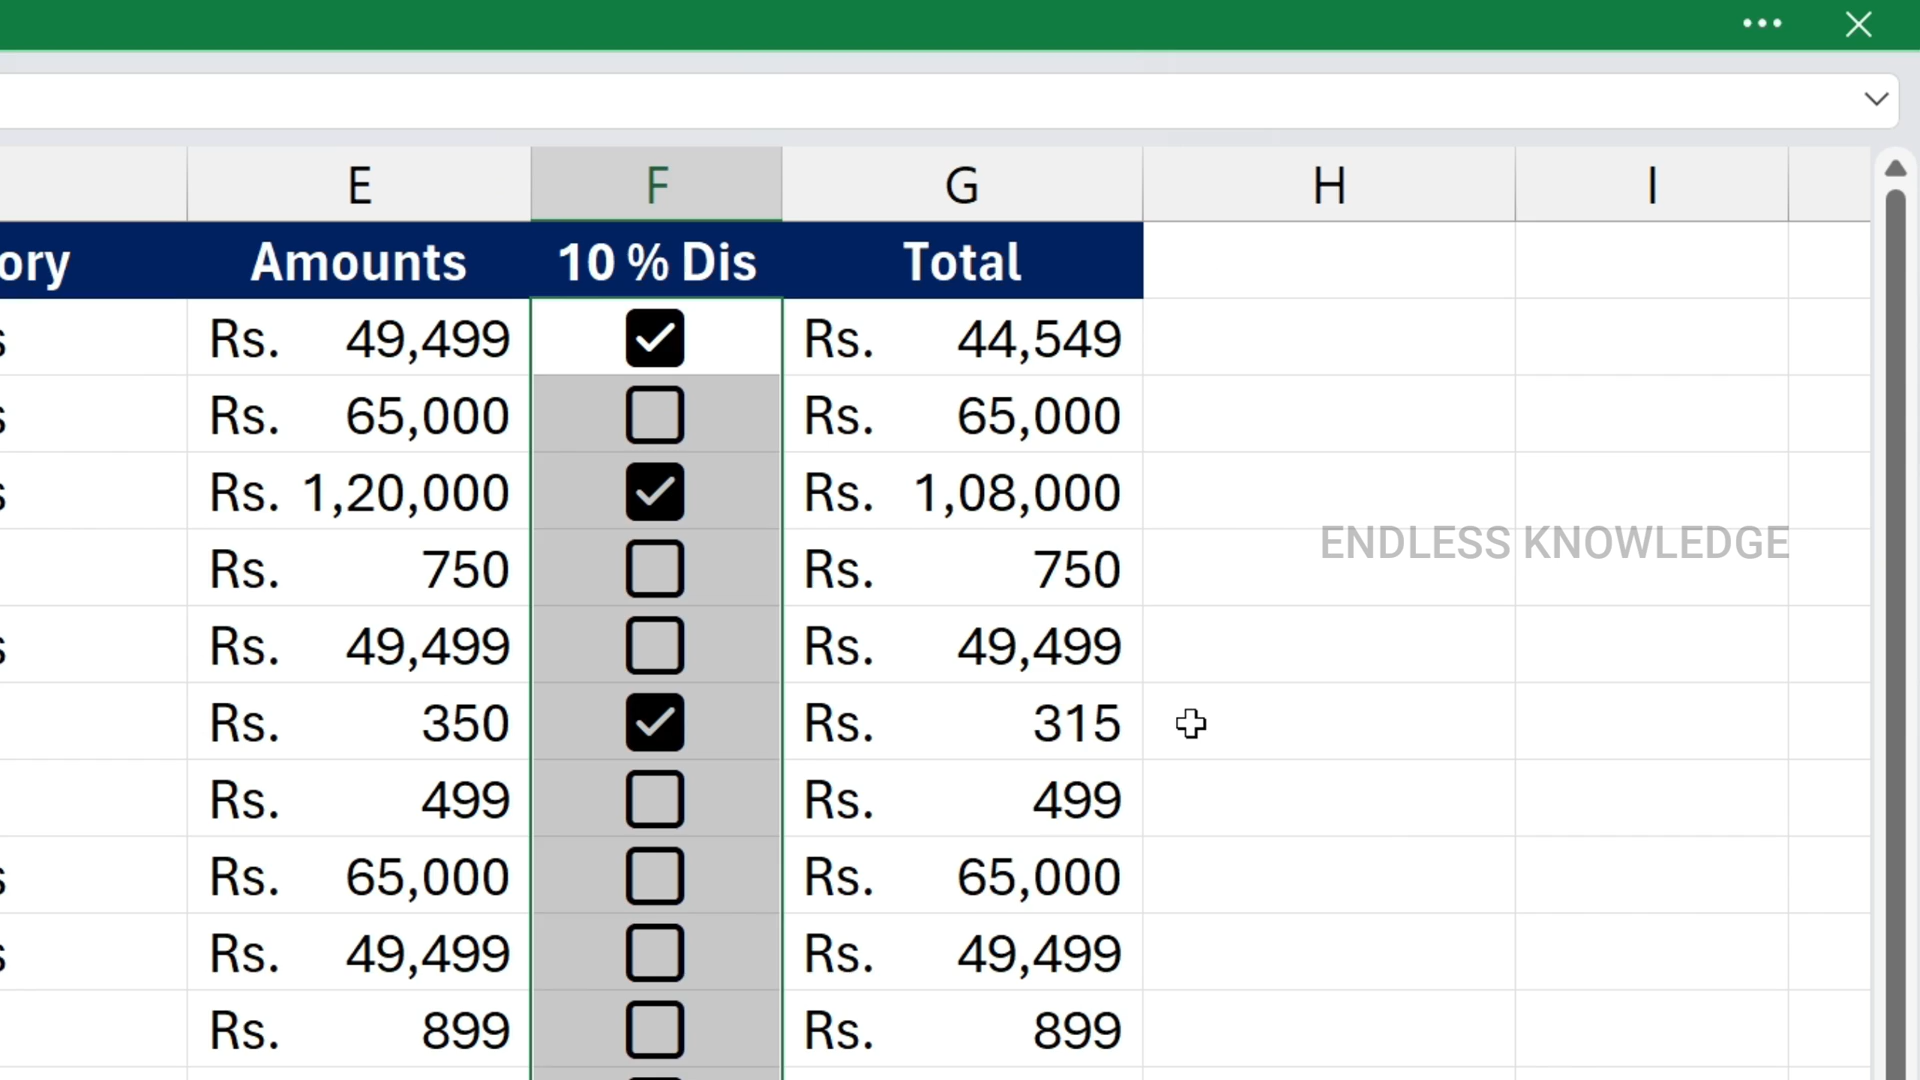 E F G H I
ory Amounts 10 % Dis Total
s Rs. 49,499 Rs. 44,549
s Rs. 65,000 Rs. 65,000
s Rs. 1,20,000 Rs. 1,08,000
Rs. 750 Rs. 750
ENDLESS KNOWLEDGE
s Rs. 49,499 Rs. 49,499
Rs. 350 Rs. 315
Rs. 499 Rs. 499
s Rs. 65,000 Rs. 65,000
s Rs. 49,499 Rs. 49,499
Rs. 899 Rs. 899